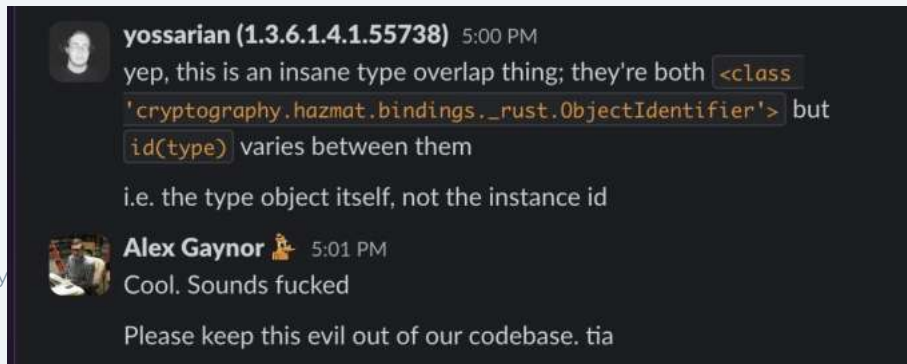 yossarian (1.3.6.1.4.1.55738) 5:00 PM
yep, this is an insane type overlap thing; they're both <class
'cryptography.hazmat.bindings._rust.ObjectIdentifier'> but
id(type) varies between them
i.e. the type object itself, not the instance id
Alex Gaynor 5:01 PM
Cool. Sounds fucked
Please keep this evil out of our codebase. tia
y